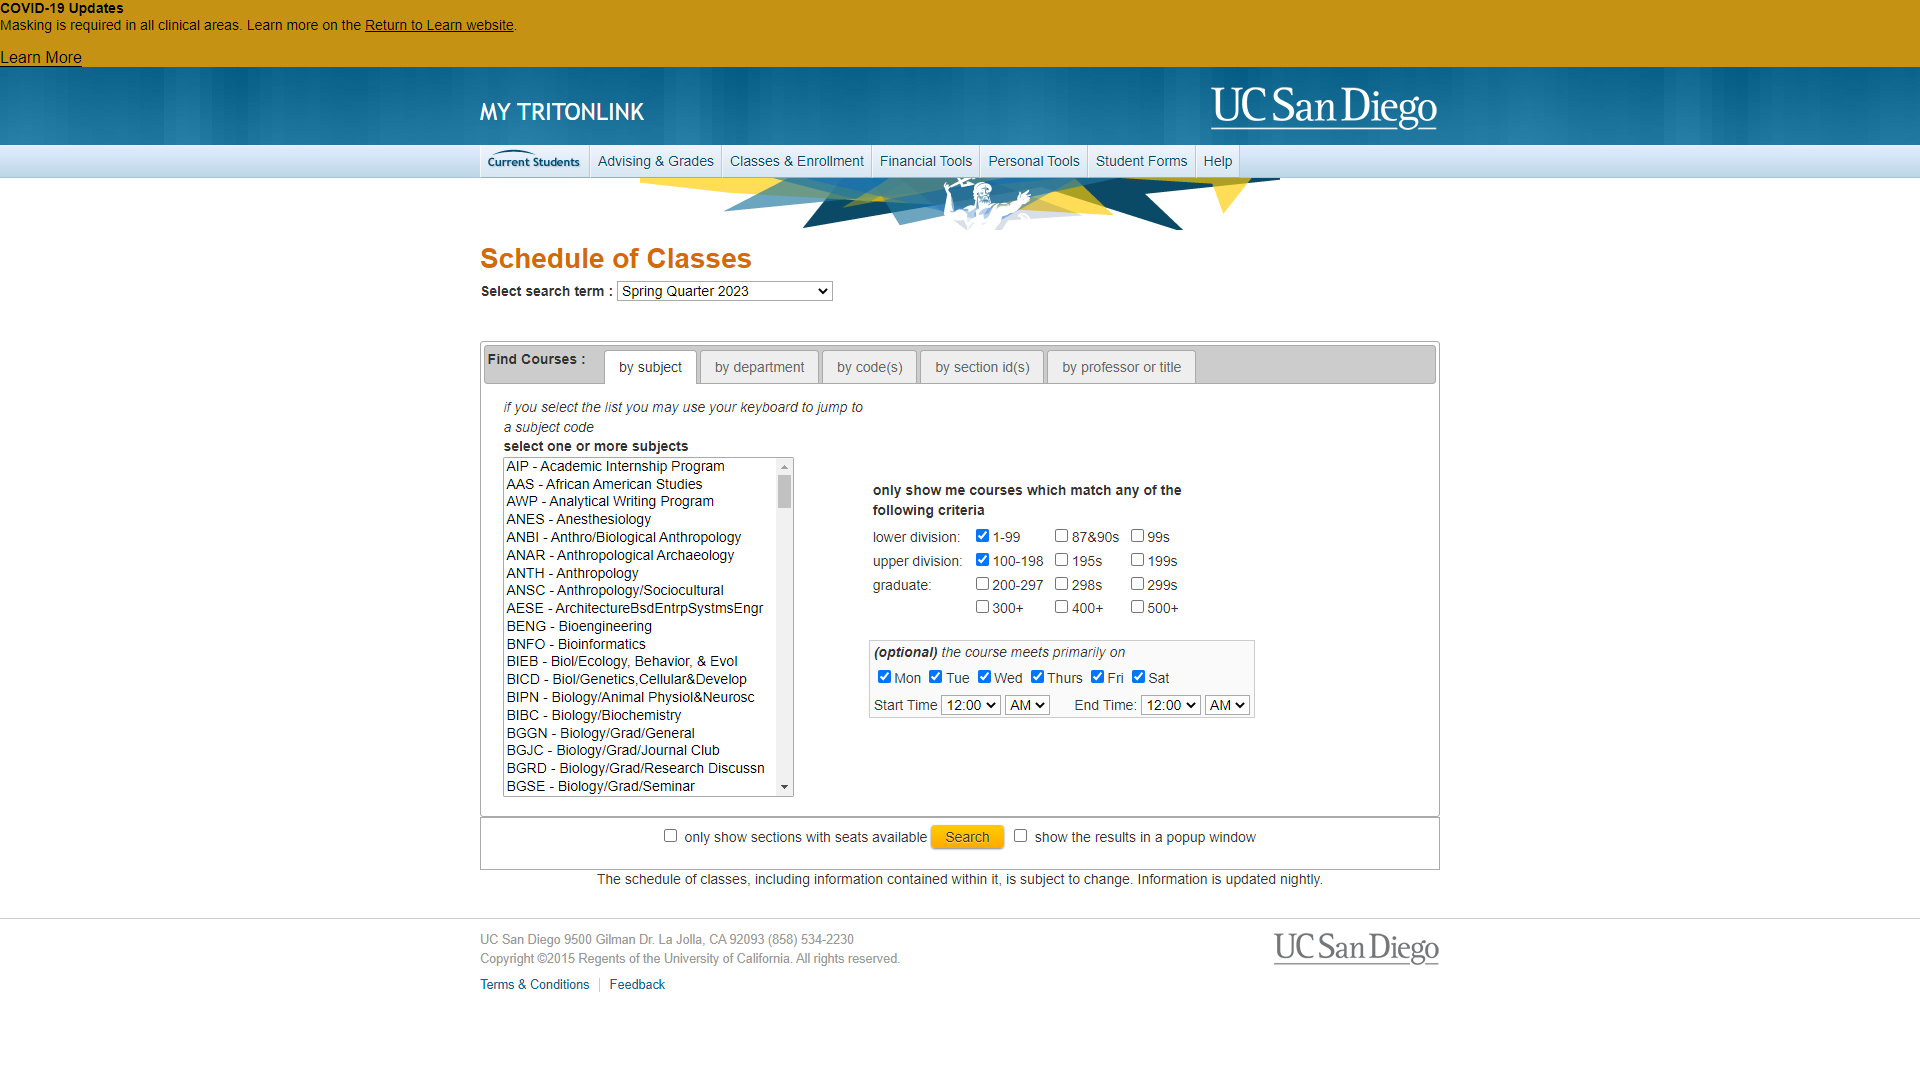 COVID-19 Updates
Masking is required in all clinical areas. Learn more on the Return to Learn website.
Learn More
MY TRITONLINK
UC San Diego
Current Students
Advising & Grades
Classes & Enrollment
Financial Tools
Personal Tools
Student Forms
Help
Schedule of Classes
Select search term : Spring Quarter 2023
Find Courses :
by subject
by department
by code(s)
by section id(s)
by professor or title
if you select the list you may use your keyboard to jump to
a subject code
select one or more subjects
AIP - Academic Internship Program
AAS - African American Studies
AWP - Analytical Writing Program
ANES - Anesthesiology
ANBI - Anthro/Biological Anthropology
ANAR - Anthropological Archaeology
ANTH - Anthropology
ANSC - Anthropology/Sociocultural
AESE - ArchitectureBsdEntrpSystmsEngr
BENG - Bioengineering
BNFO - Bioinformatics
BIEB - Biol/Ecology, Behavior, & Evol
BICD - Biol/Genetics,Cellular&Develop
BIPN - Biology/Animal Physiol&Neurosc
BIBC - Biology/Biochemistry
BGGN - Biology/Grad/General
BGJC - Biology/Grad/Journal Club
BGRD - Biology/Grad/Research Discussn
BGSE - Biology/Grad/Seminar
only show me courses which match any of the
following criteria
lower division: 1-99 87&90s 99s
upper division: 100-198 195s 199s
graduate: 200-297 298s 299s
300+ 400+ 500+
(optional) the course meets primarily on
Mon Tue Wed Thurs Fri Sat
Start Time 12:00 AM End Time: 12:00 AM
only show sections with seats available Search show the results in a popup window
The schedule of classes, including information contained within it, is subject to change. Information is updated nightly.
UC San Diego 9500 Gilman Dr. La Jolla, CA 92093 (858) 534-2230
Copyright ©2015 Regents of the University of California. All rights reserved.
Terms & Conditions
Feedback
UC San Diego